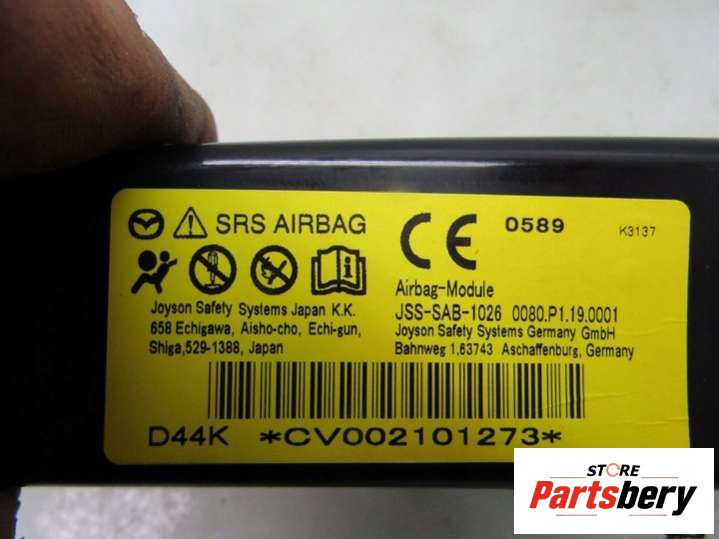 SRS AIRBAG
0589
K3137
Joyson Safety Systems Japan K.K.
658 Echigawa, Aisho-cho, Echi-gun,
Shiga,529-1388, Japan
Airbag-Module
JSS-SAB-1026 0080.P1.19.0001
Joyson Safety Systems Germany GmbH
Bahnweg 1,63743 Aschaffenburg, Germany
D44K *CV002101273*
STORE
Partsbery